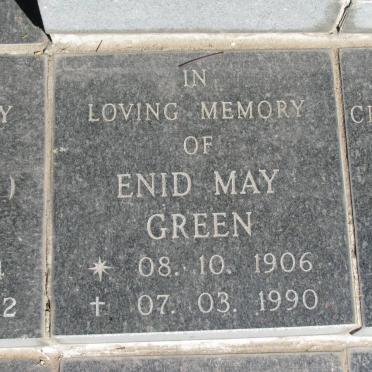 IN
LOVING MEMORY
OF
ENID MAY
GREEN
* 08. 10. 1906
† 07. 03. 1990